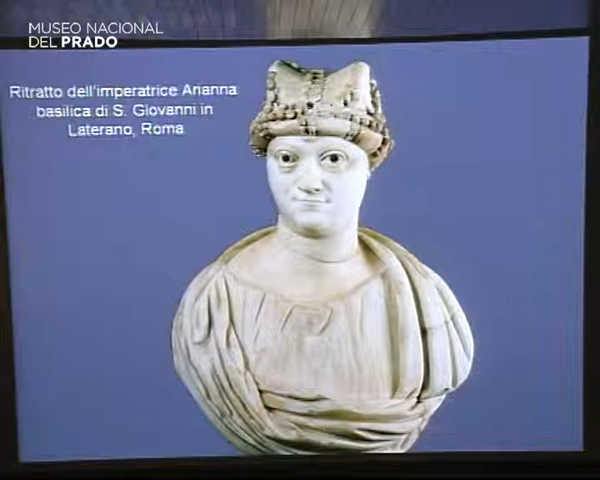 MUSEO NACIONAL
DEL PRADO
Ritratto dell'imperatrice Arianna
basilica di S. Giovanni in
Laterano, Roma